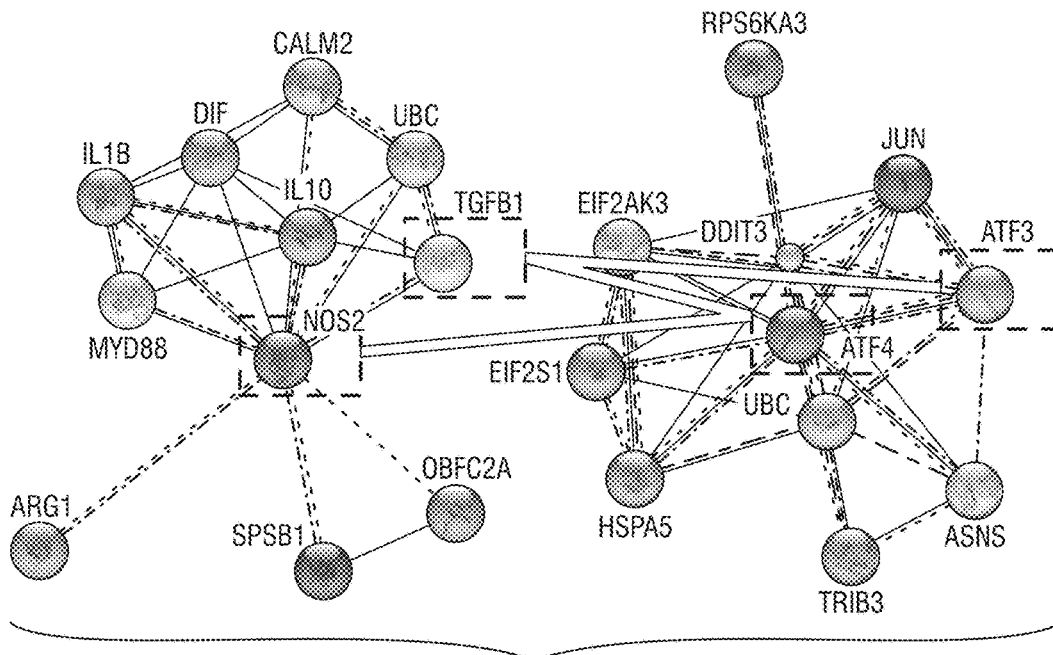 CALM2
DIF
UBC
IL1B
IL10
TGFB1
MYD88
NOS2
ARG1
SPSB1
OBFC2A
RPS6KA3
JUN
EIF2AK3
DDIT3
ATF3
EIF2S1
ATF4
UBC
HSPA5
ASNS
TRIB3